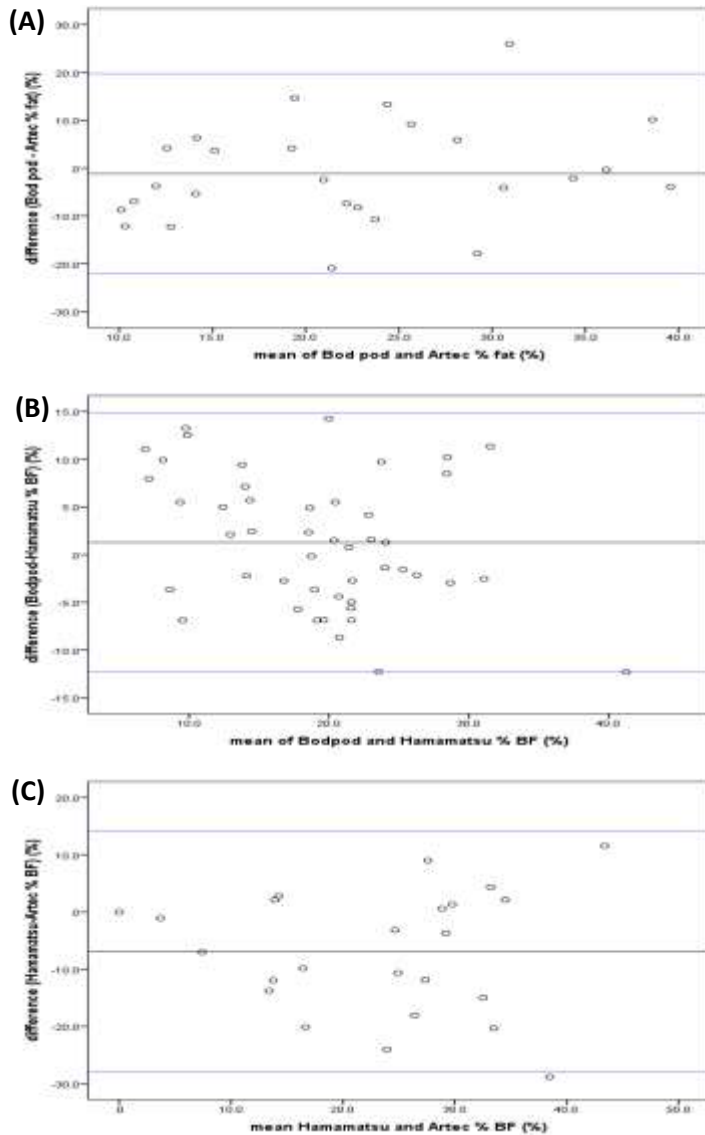 (A)
difference (Bod pod - Artec % fat) (%)
30.0
20.0
10.0
.0
-10.0
-20.0
-30.0
10.0 15.0 20.0 25.0 30.0 35.0 40.0
mean of Bod pod and Artec % fat (%)
(B)
difference (Bodpod-Hamamatsu % BF) (%)
15.0
10.0
5.0
.0
-5.0
-10.0
-15.0
10.0 20.0 30.0 40.0
mean of Bodpod and Hamamatsu % BF (%)
(C)
difference (Hamamatsu-Artec % BF) (%)
20.0
10.0
.0
-10.0
-20.0
-30.0
.0 10.0 20.0 30.0 40.0 50.0
mean Hamamatsu and Artec % BF (%)